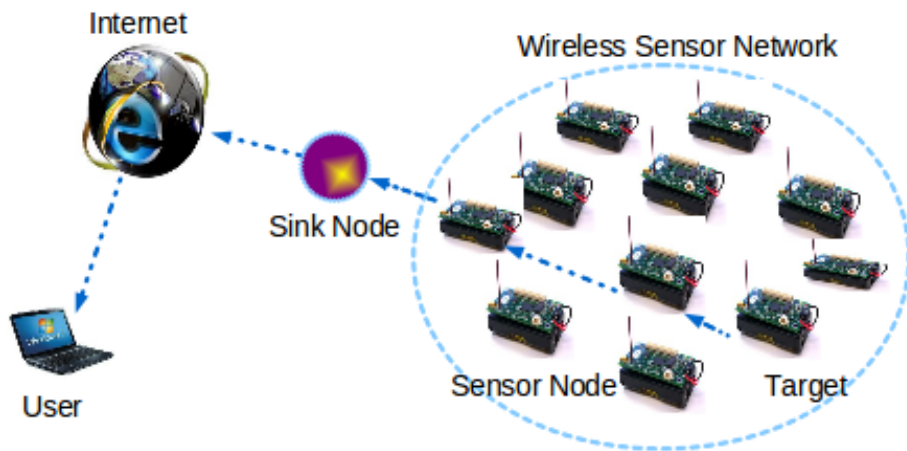 Internet
Wireless Sensor Network
Sink Node
Sensor Node
Target
User